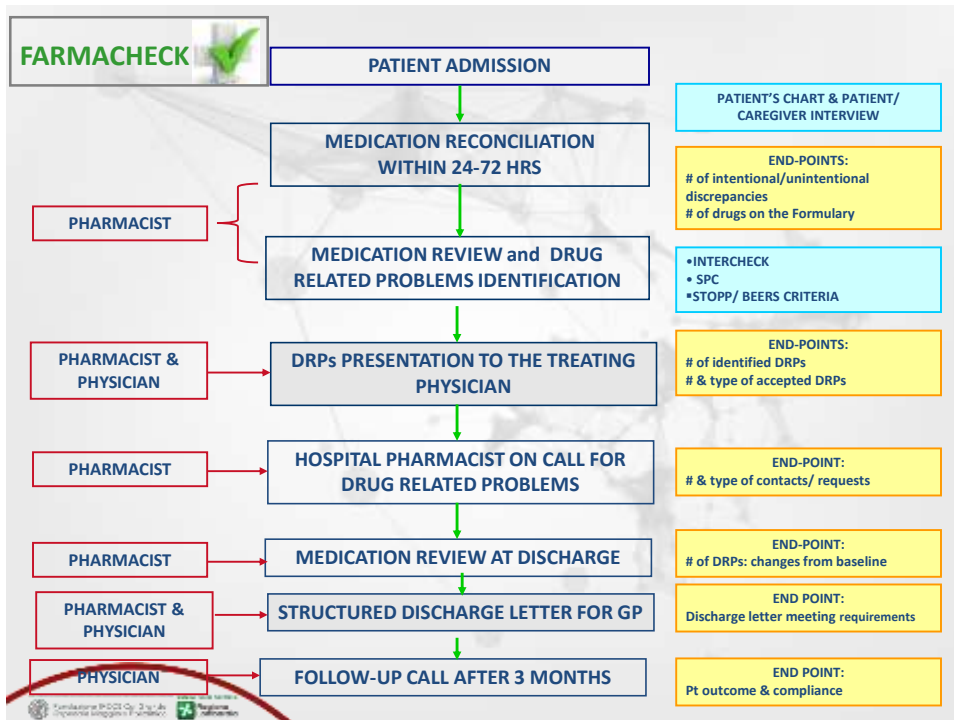 FARMACHECK
PATIENT ADMISSION
PATIENT'S CHART & PATIENT/
CAREGIVER INTERVIEW
MEDICATION RECONCILIATION
WITHIN 24-72 HRS
END-POINTS:
# of intentional/unintentional
discrepancies
# of drugs on the Formulary
PHARMACIST
MEDICATION REVIEW and DRUG
RELATED PROBLEMS IDENTIFICATION
•INTERCHECK
• SPC
▪STOPP/ BEERS CRITERIA
PHARMACIST &
PHYSICIAN
DRPs PRESENTATION TO THE TREATING
PHYSICIAN
END-POINTS:
# of identified DRPs
# & type of accepted DRPs
PHARMACIST
HOSPITAL PHARMACIST ON CALL FOR
DRUG RELATED PROBLEMS
END-POINT:
# & type of contacts/ requests
PHARMACIST
MEDICATION REVIEW AT DISCHARGE
END-POINT:
# of DRPs: changes from baseline
PHARMACIST &
PHYSICIAN
STRUCTURED DISCHARGE LETTER FOR GP
END POINT:
Discharge letter meeting requirements
PHYSICIAN
FOLLOW-UP CALL AFTER 3 MONTHS
END POINT:
Pt outcome & compliance
Regione